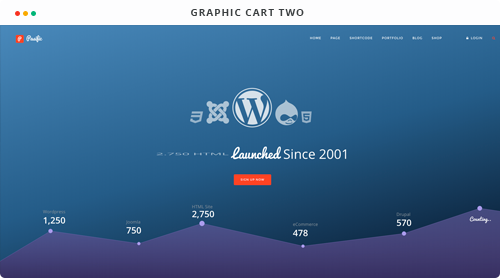 GRAPHIC CART TWO
Pacific
HOME PAGE SHORTCODE PORTFOLIO BLOG SHOP LOGIN
2,750 HTML Launched Since 2001
SIGN UP NOW
Wordpress
1,250
Joomla
750
HTML Site
2,750
eCommerce
478
Drupal
570
Counting..